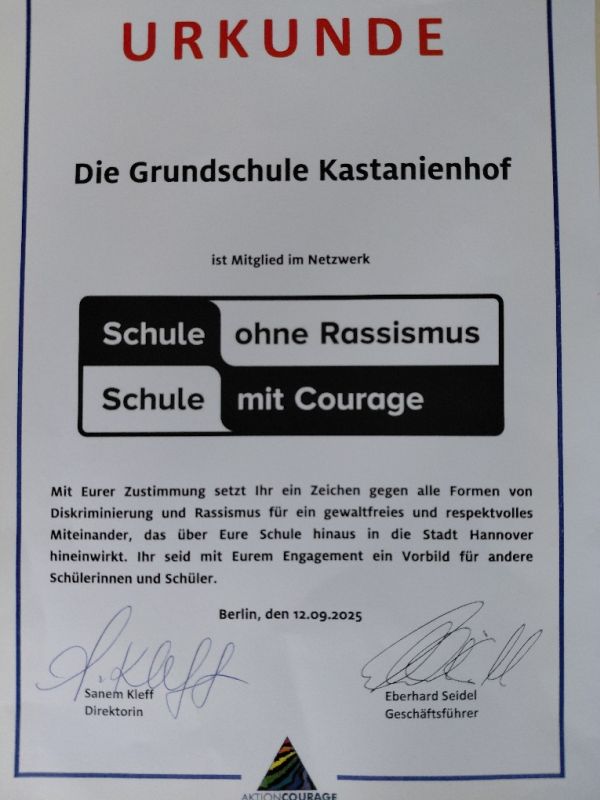 URKUNDE
Die Grundschule Kastanienhof
ist Mitglied im Netzwerk
Schule ohne Rassismus
Schule mit Courage
Mit Eurer Zustimmung setzt Ihr ein Zeichen gegen alle Formen von
Diskriminierung und Rassismus für ein gewaltfreies und respektvolles
Miteinander, das über Eure Schule hinaus in die Stadt Hannover
hineinwirkt. Ihr seid mit Eurem Engagement ein Vorbild für andere
Schülerinnen und Schüler.
Berlin, den 12.09.2025
S. Kleff
Sanem Kleff
Direktorin
Eberhard Seidel
Geschäftsführer
AKTIONCOURAGE